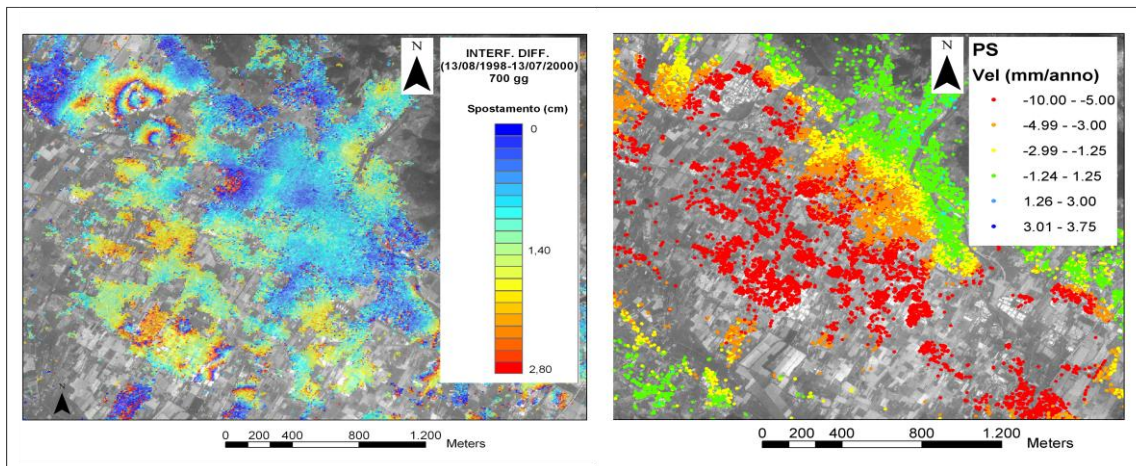 N
INTERF. DIFF.
(13/08/1998-13/07/2000)
700 gg
Spostamento (cm)
0
1,40
2,80
N
0 200 400 800 1.200
Meters
N
PS
Vel (mm/anno)
-10.00 - -5.00
-4.99 - -3.00
-2.99 - -1.25
-1.24 - 1.25
1.26 - 3.00
3.01 - 3.75
0 200 400 800 1.200
Meters